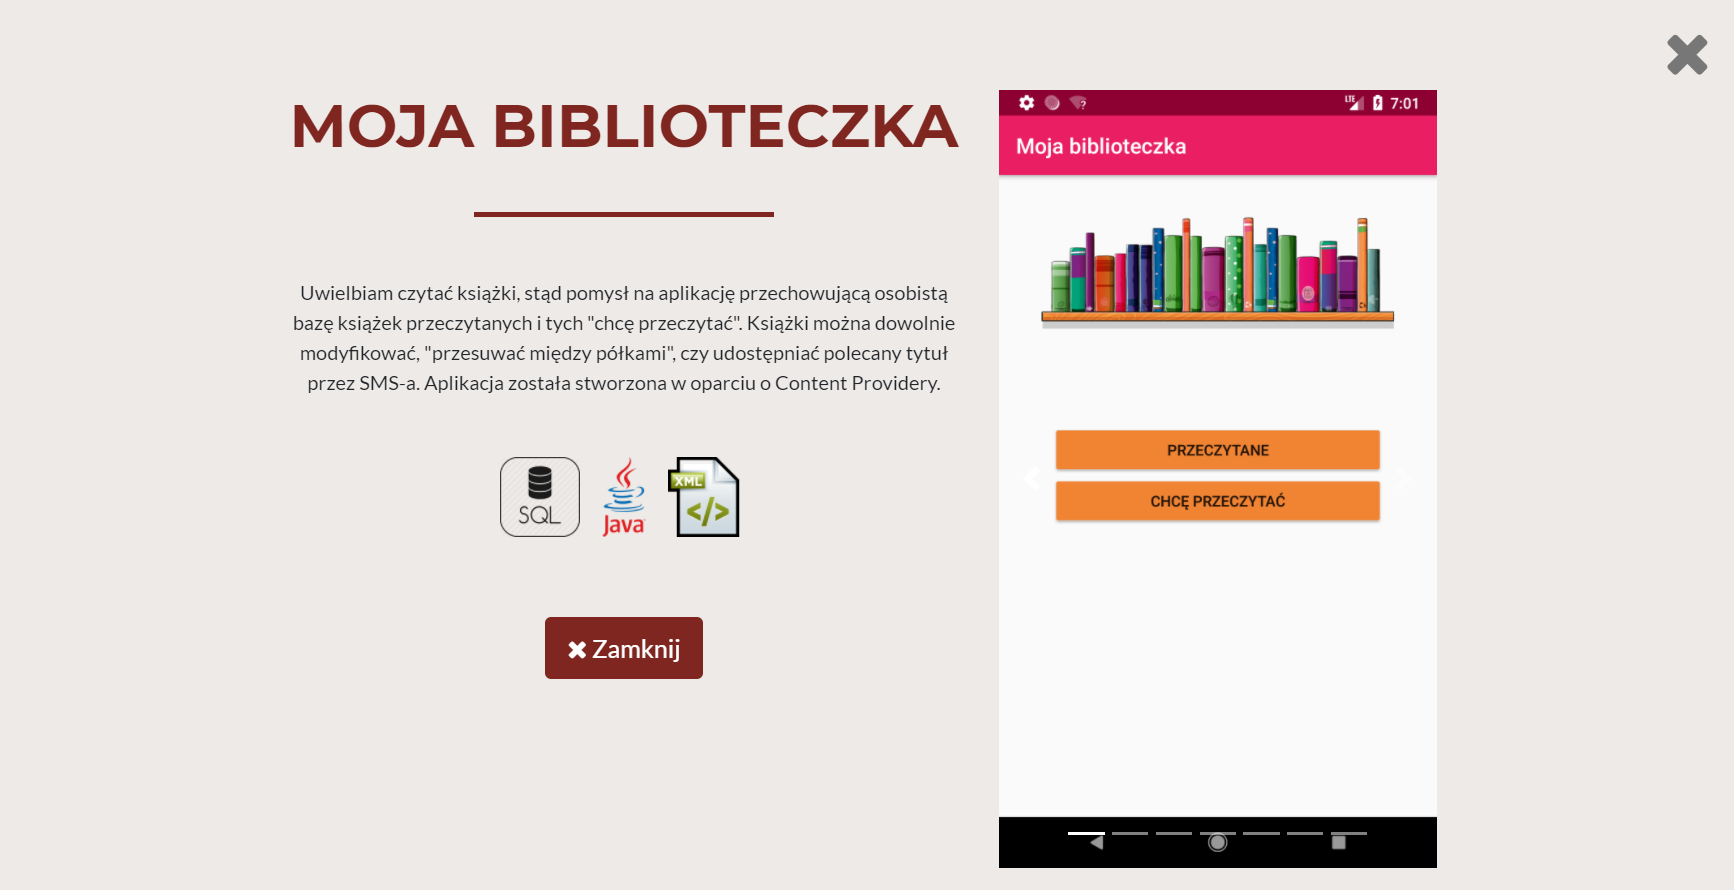 MOJA BIBLIOTECZKA
Uwielbiam czytać książki, stąd pomysł na aplikację przechowującą osobistą
bazę książek przeczytanych i tych "chcę przeczytać". Książki można dowolnie
modyfikować, "przesuwać między półkami", czy udostępniać polecany tytuł
przez SMS-a. Aplikacja została stworzona w oparciu o Content Providery.
SQL
Java
XML
</>
Zamknij
LTE
7:01
Moja biblioteczka
PRZECZYTANE
CHCĘ PRZECZYTAĆ